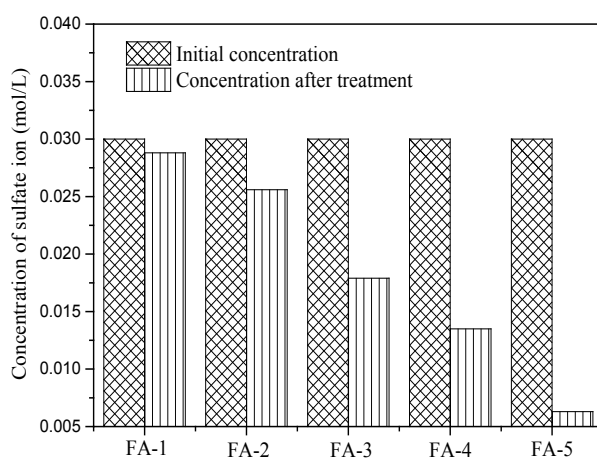 0.040
0.035
0.030
0.025
0.020
0.015
0.010
0.005
Concentration of sulfate ion (mol/L)
Initial concentration
Concentration after treatment
FA-1 FA-2 FA-3 FA-4 FA-5